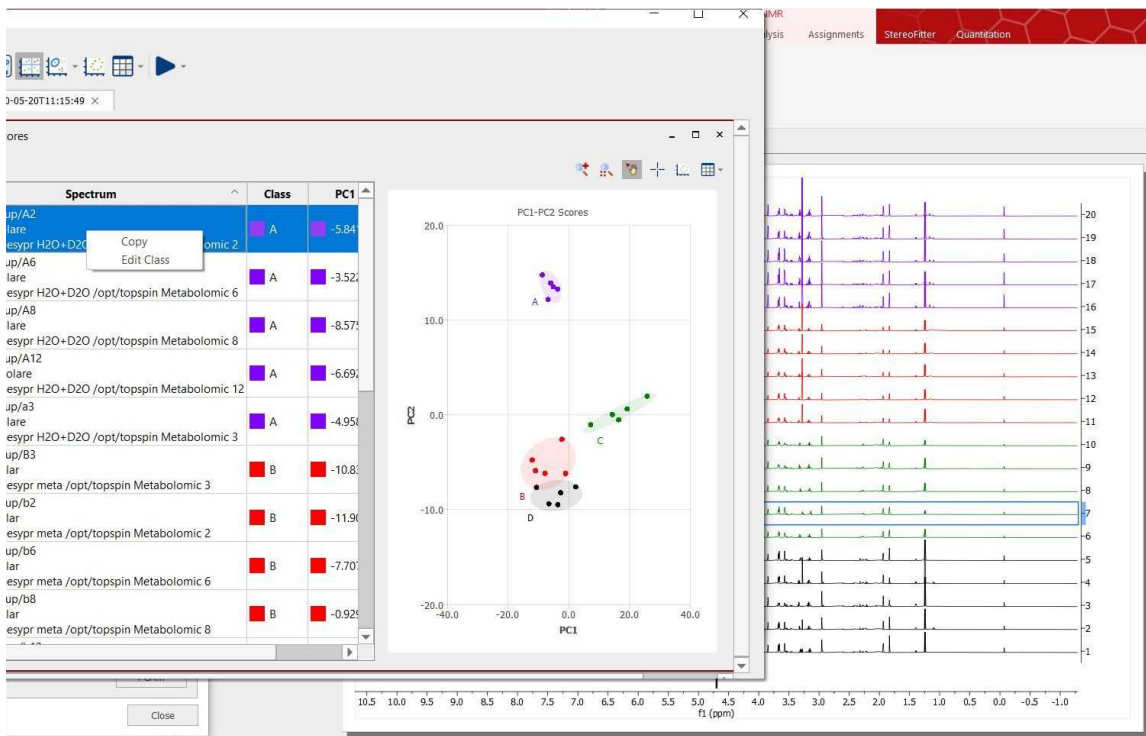 NMR
lysis Assignments StereoFitter Quantitation
0-05-20T11:15:49 ×
ores
Spectrum Class PC1
up/A2
lare
esypr H2O+D2O omic 2
A -5.841
Copy
Edit Class
up/A6
lare
esypr H2O+D2O /opt/topspin Metabolomic 6
A -3.522
up/A8
lare
esypr H2O+D2O /opt/topspin Metabolomic 8
A -8.575
up/A12
olare
esypr H2O+D2O /opt/topspin Metabolomic 12
A -6.692
up/a3
lare
esypr H2O+D2O /opt/topspin Metabolomic 3
A -4.958
up/B3
lar
esypr meta /opt/topspin Metabolomic 3
B -10.83
up/b2
lar
esypr meta /opt/topspin Metabolomic 2
B -11.90
up/b6
lar
esypr meta /opt/topspin Metabolomic 6
B -7.707
up/b8
lar
esypr meta /opt/topspin Metabolomic 8
B -0.929
PC1-PC2 Scores
20.0
10.0
0.0
-10.0
-20.0
PC2
A
C
B
D
-40.0 -20.0 0.0 20.0 40.0
PC1
20
19
18
17
16
15
14
13
12
11
10
9
8
7
6
5
4
3
2
1
10.5 10.0 9.5 9.0 8.5 8.0 7.5 7.0 6.5 6.0 5.5 5.0 4.5 4.0 3.5 3.0 2.5 2.0 1.5 1.0 0.5 0.0 -0.5 -1.0
f1 (ppm)
Close